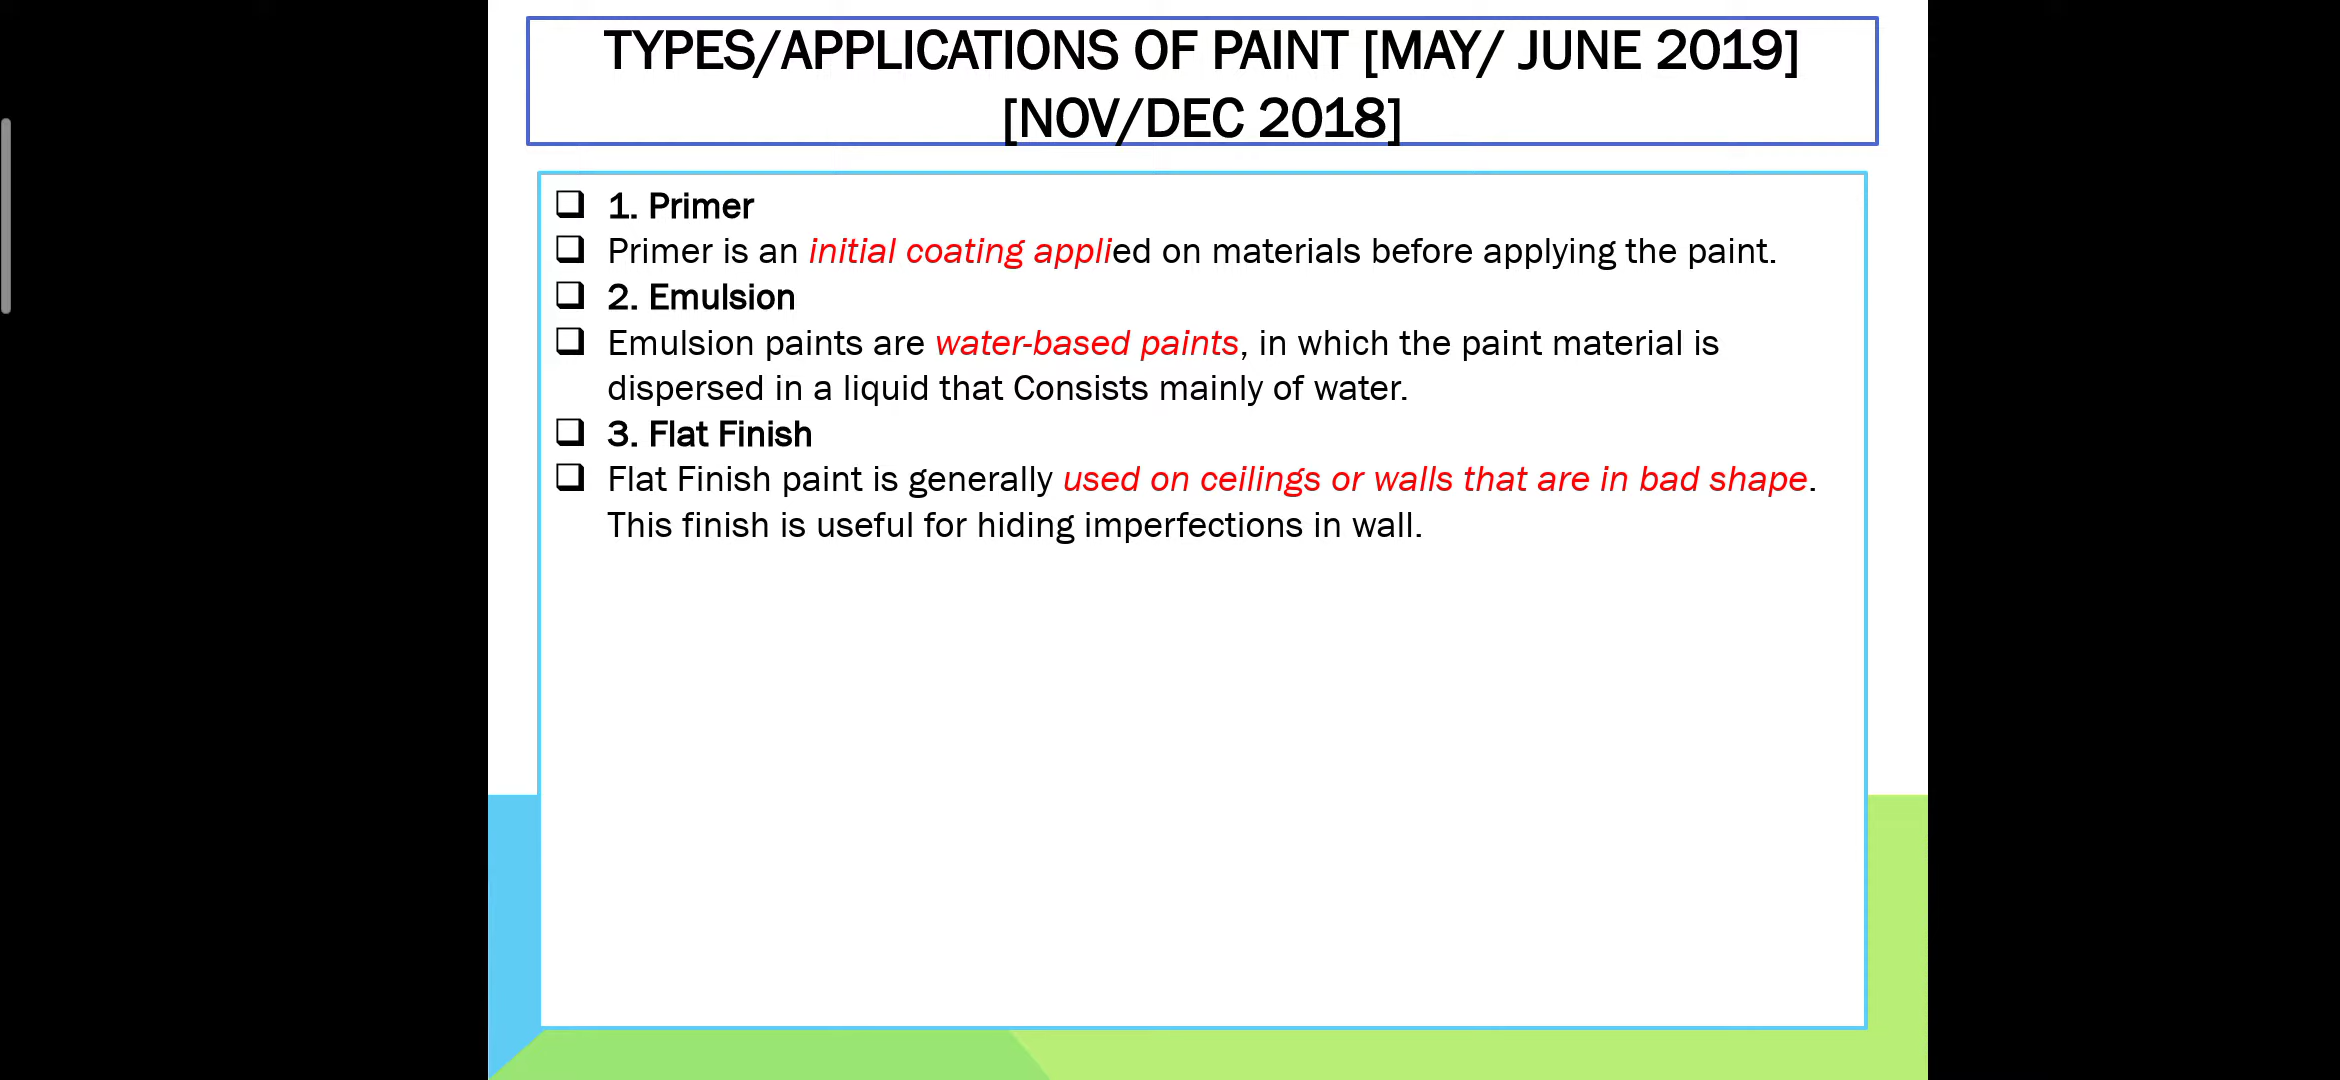 TYPES/APPLICATIONS OF PAINT [MAY/ JUNE 2019]
[NOV/DEC 2018]
1. Primer
Primer is an initial coating applied on materials before applying the paint.
2. Emulsion
Emulsion paints are water-based paints, in which the paint material is
dispersed in a liquid that Consists mainly of water.
3. Flat Finish
Flat Finish paint is generally used on ceilings or walls that are in bad shape.
This finish is useful for hiding imperfections in wall.